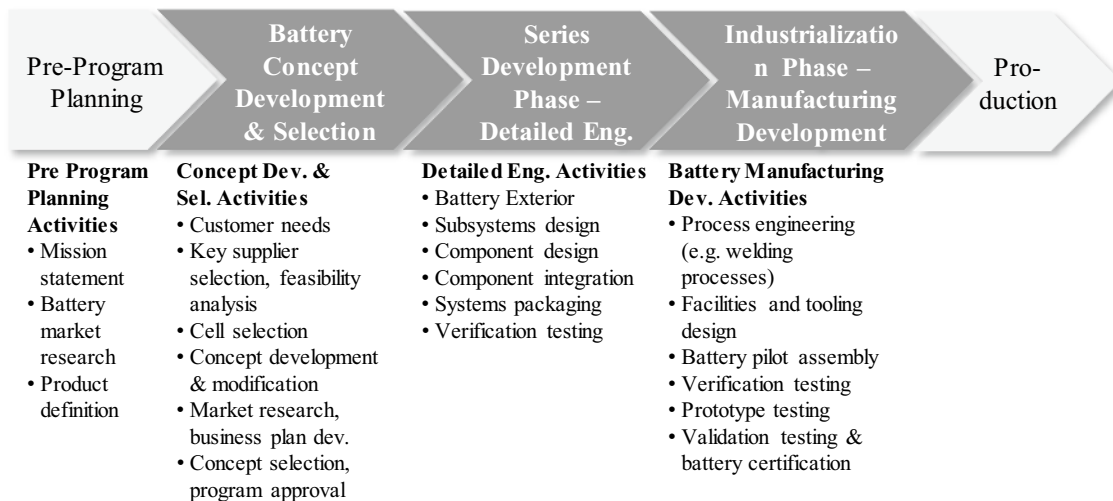 Pre-Program
Planning
Battery
Concept
Development
& Selection
Series
Development
Phase –
Detailed Eng.
Industrializatio
n Phase –
Manufacturing
Development
Pro-
duction
Pre Program
Planning
Activities
• Mission
statement
• Battery
market
research
• Product
definition
Concept Dev. &
Sel. Activities
• Customer needs
• Key supplier
selection, feasibility
analysis
• Cell selection
• Concept development
& modification
• Market research,
business plan dev.
• Concept selection,
program approval
Detailed Eng. Activities
• Battery Exterior
• Subsystems design
• Component design
• Component integration
• Systems packaging
• Verification testing
Battery Manufacturing
Dev. Activities
• Process engineering
(e.g. welding
processes)
• Facilities and tooling
design
• Battery pilot assembly
• Verification testing
• Prototype testing
• Validation testing &
battery certification